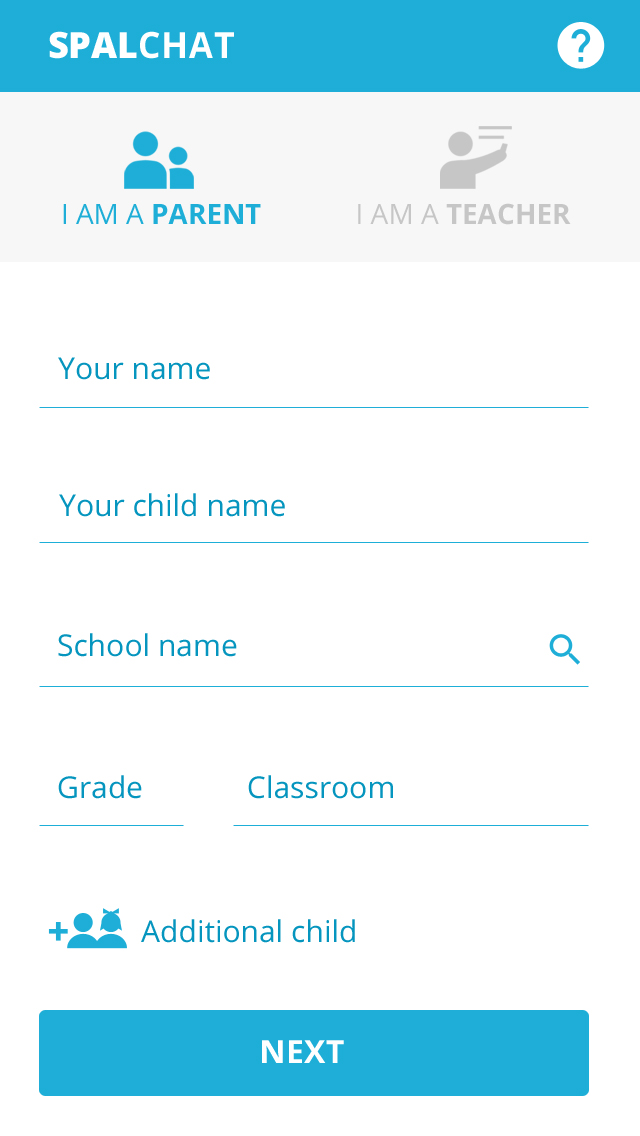 SPALCHAT
I AM A PARENT
I AM A TEACHER
Your name
Your child name
School name
Grade
Classroom
Additional child
NEXT